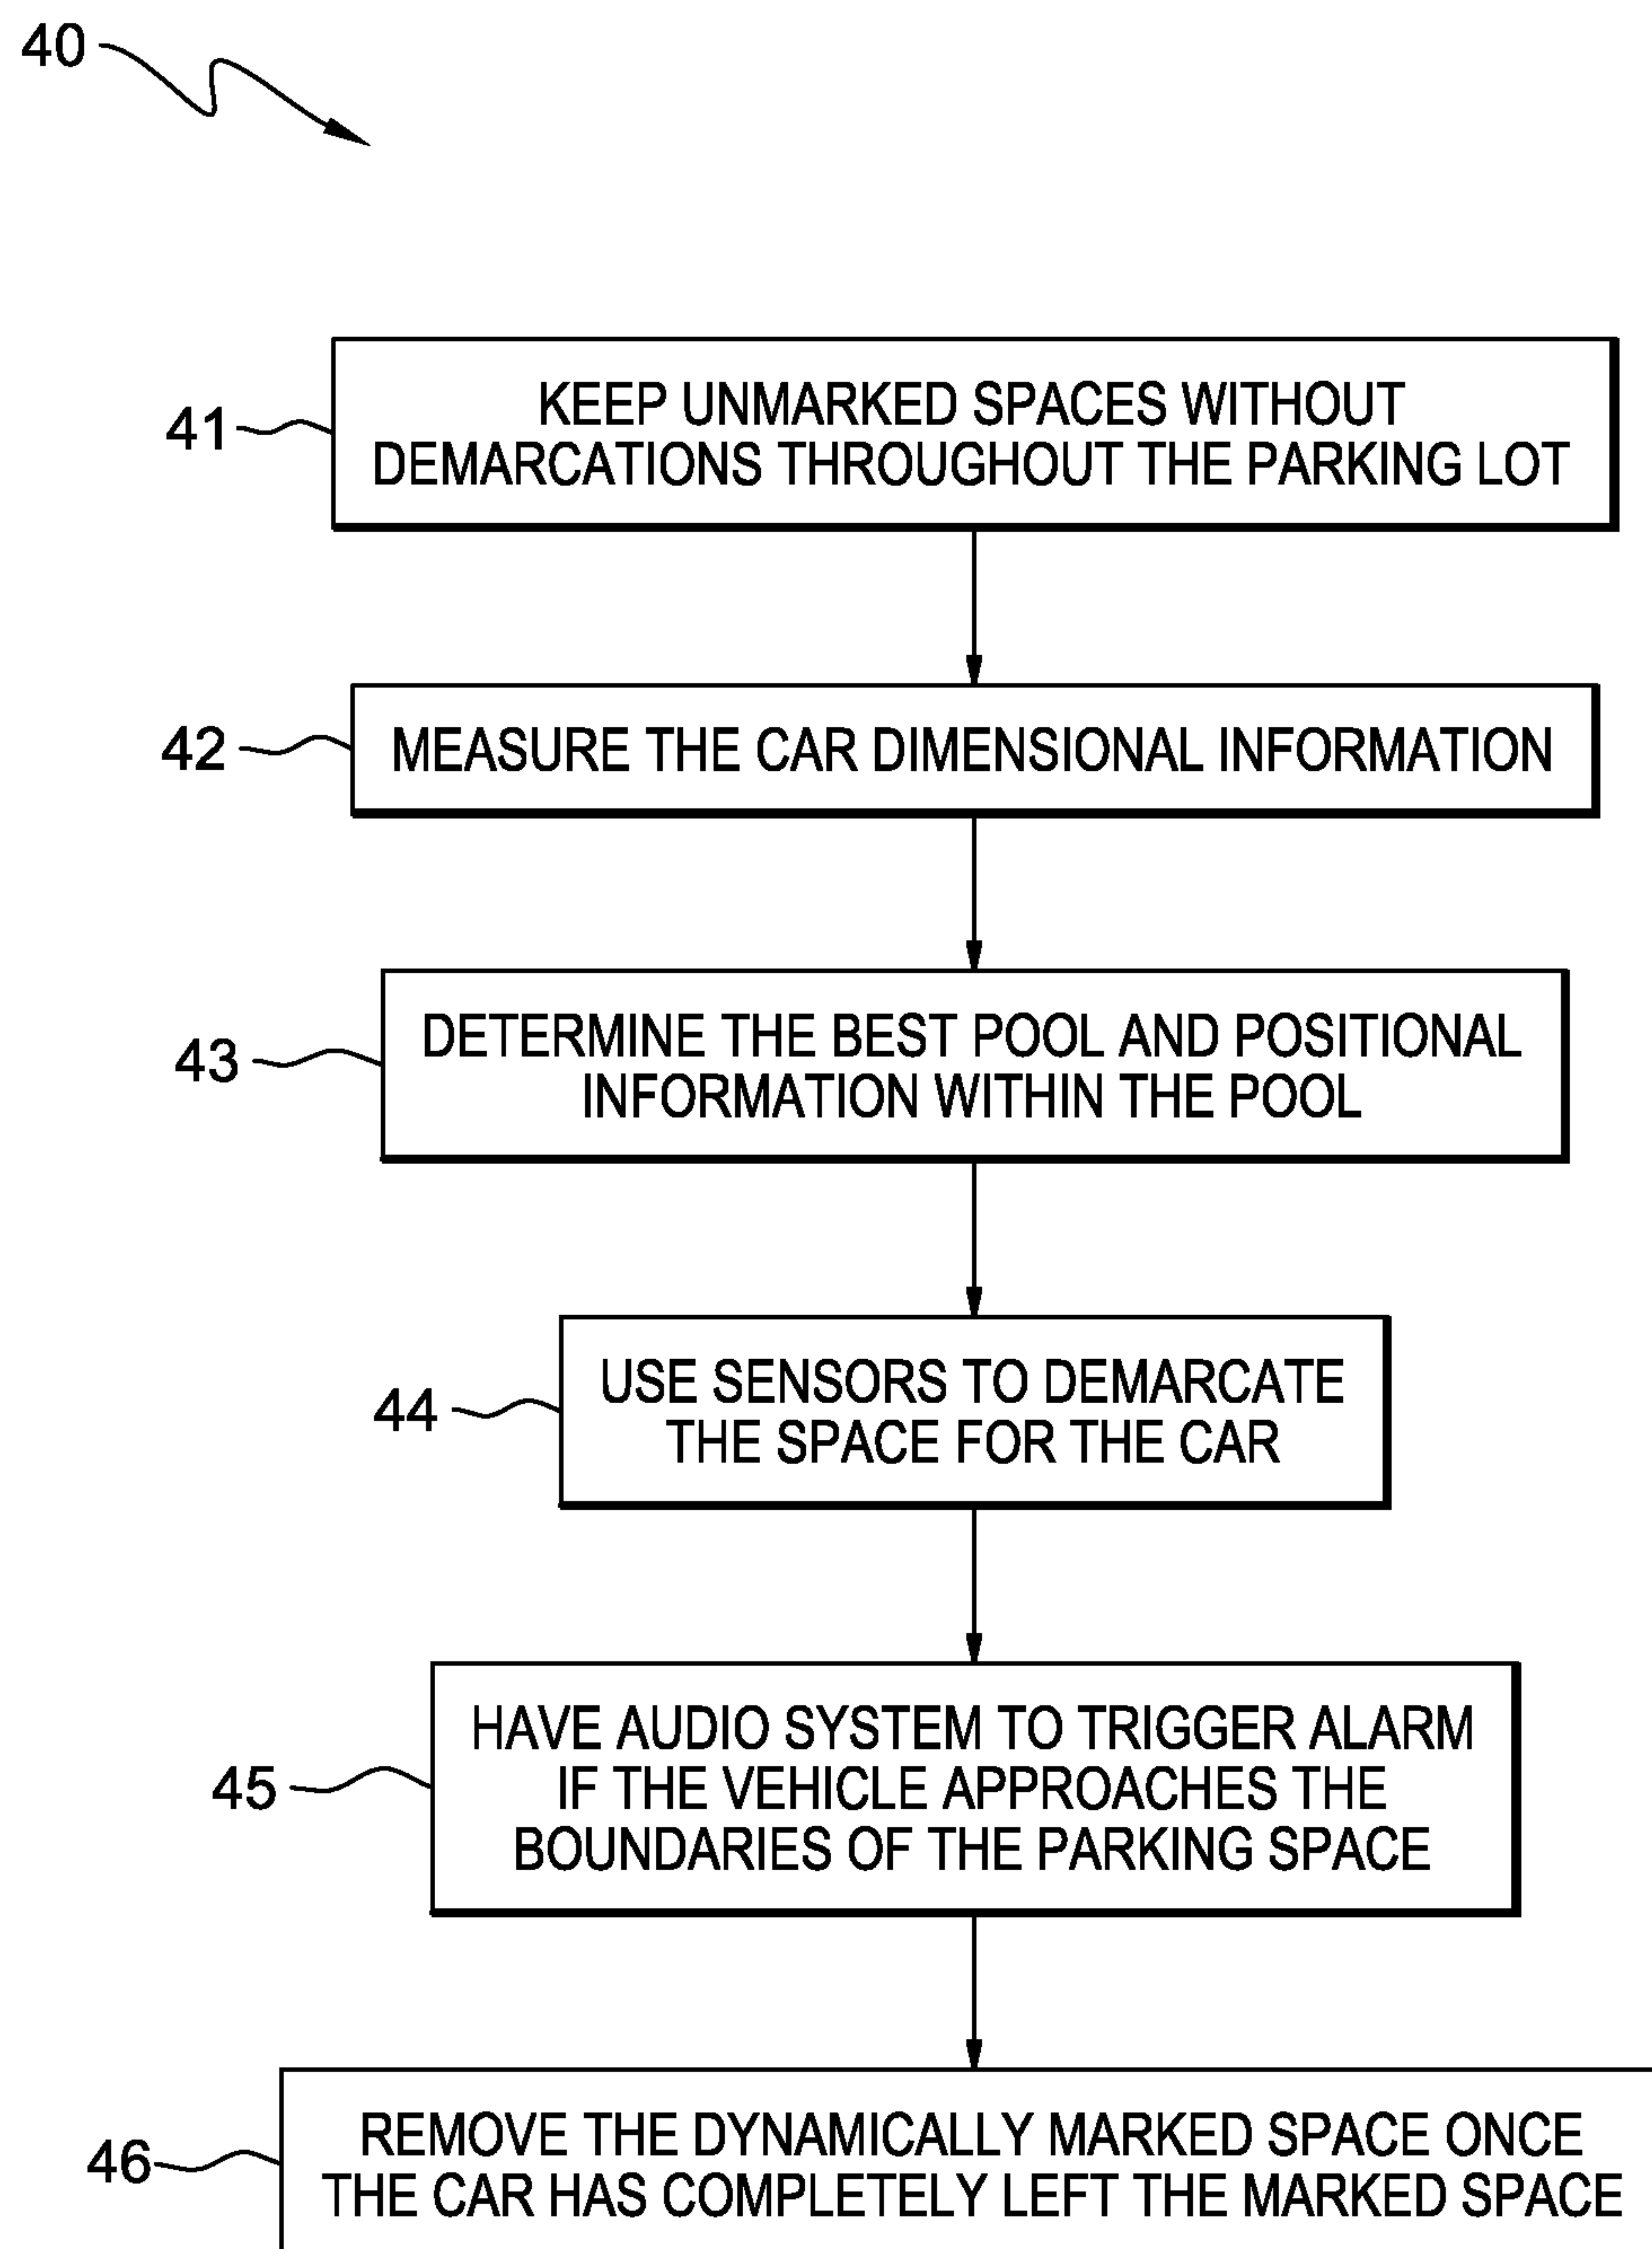 40
41
KEEP UNMARKED SPACES WITHOUT
DEMARCATIONS THROUGHOUT THE PARKING LOT
42
MEASURE THE CAR DIMENSIONAL INFORMATION
43
DETERMINE THE BEST POOL AND POSITIONAL
INFORMATION WITHIN THE POOL
44
USE SENSORS TO DEMARCATE
THE SPACE FOR THE CAR
45
HAVE AUDIO SYSTEM TO TRIGGER ALARM
IF THE VEHICLE APPROACHES THE
BOUNDARIES OF THE PARKING SPACE
46
REMOVE THE DYNAMICALLY MARKED SPACE ONCE
THE CAR HAS COMPLETELY LEFT THE MARKED SPACE